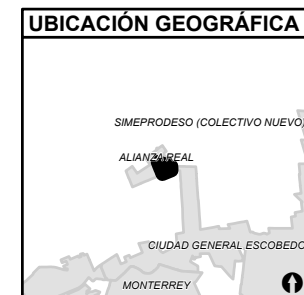 UBICACIÓN GEOGRÁFICA
SIMEPRODESO (COLECTIVO NUEVO)
ALIANZA REAL
CIUDAD GENERAL ESCOBEDO
MONTERREY